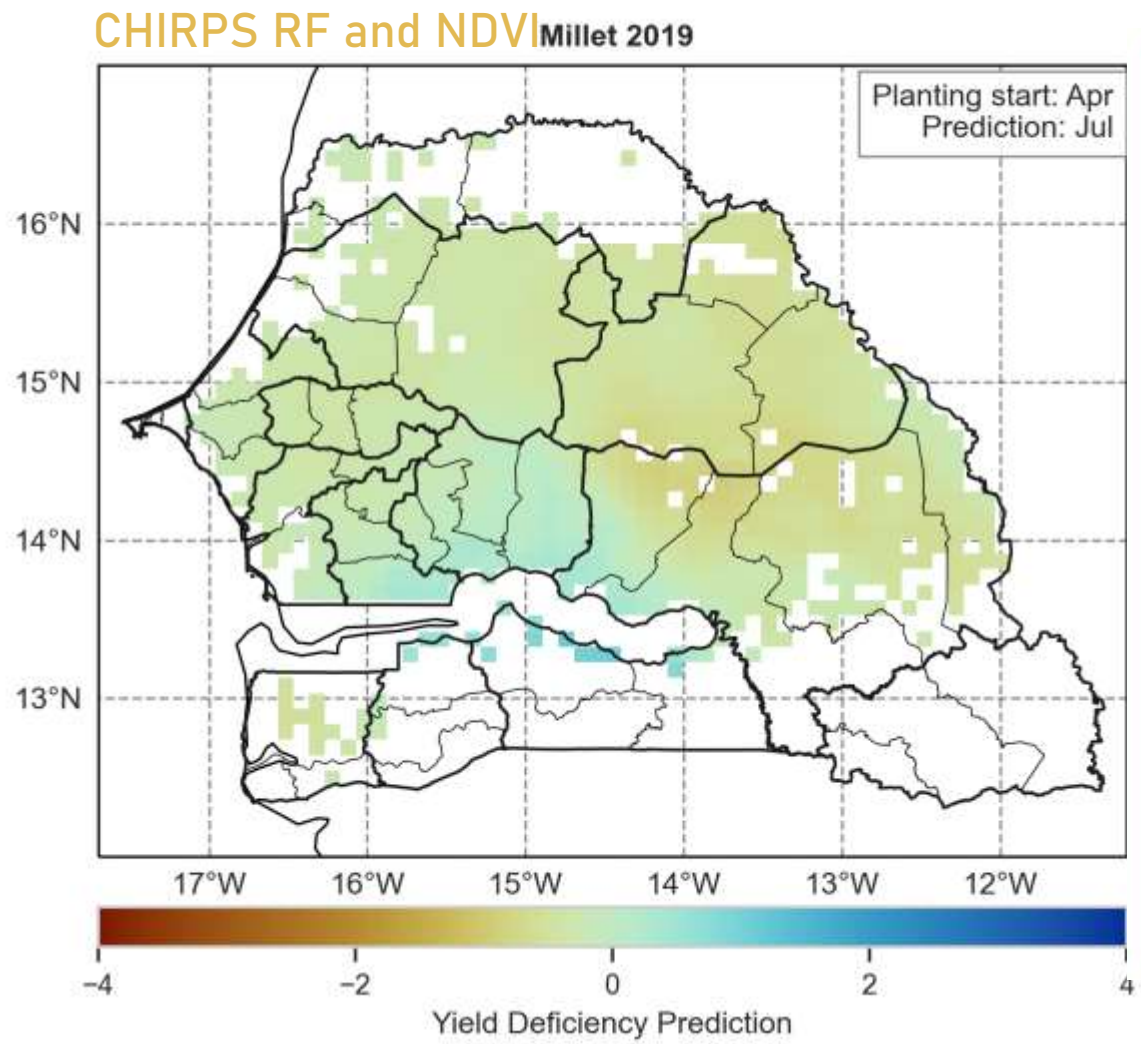 CHIRPS RF and NDVI
Millet 2019
Planting start: Apr
Prediction: Jul
16°N
15°N
14°N
13°N
17°W 16°W 15°W 14°W 13°W 12°W
−4 −2 0 2 4
Yield Deficiency Prediction